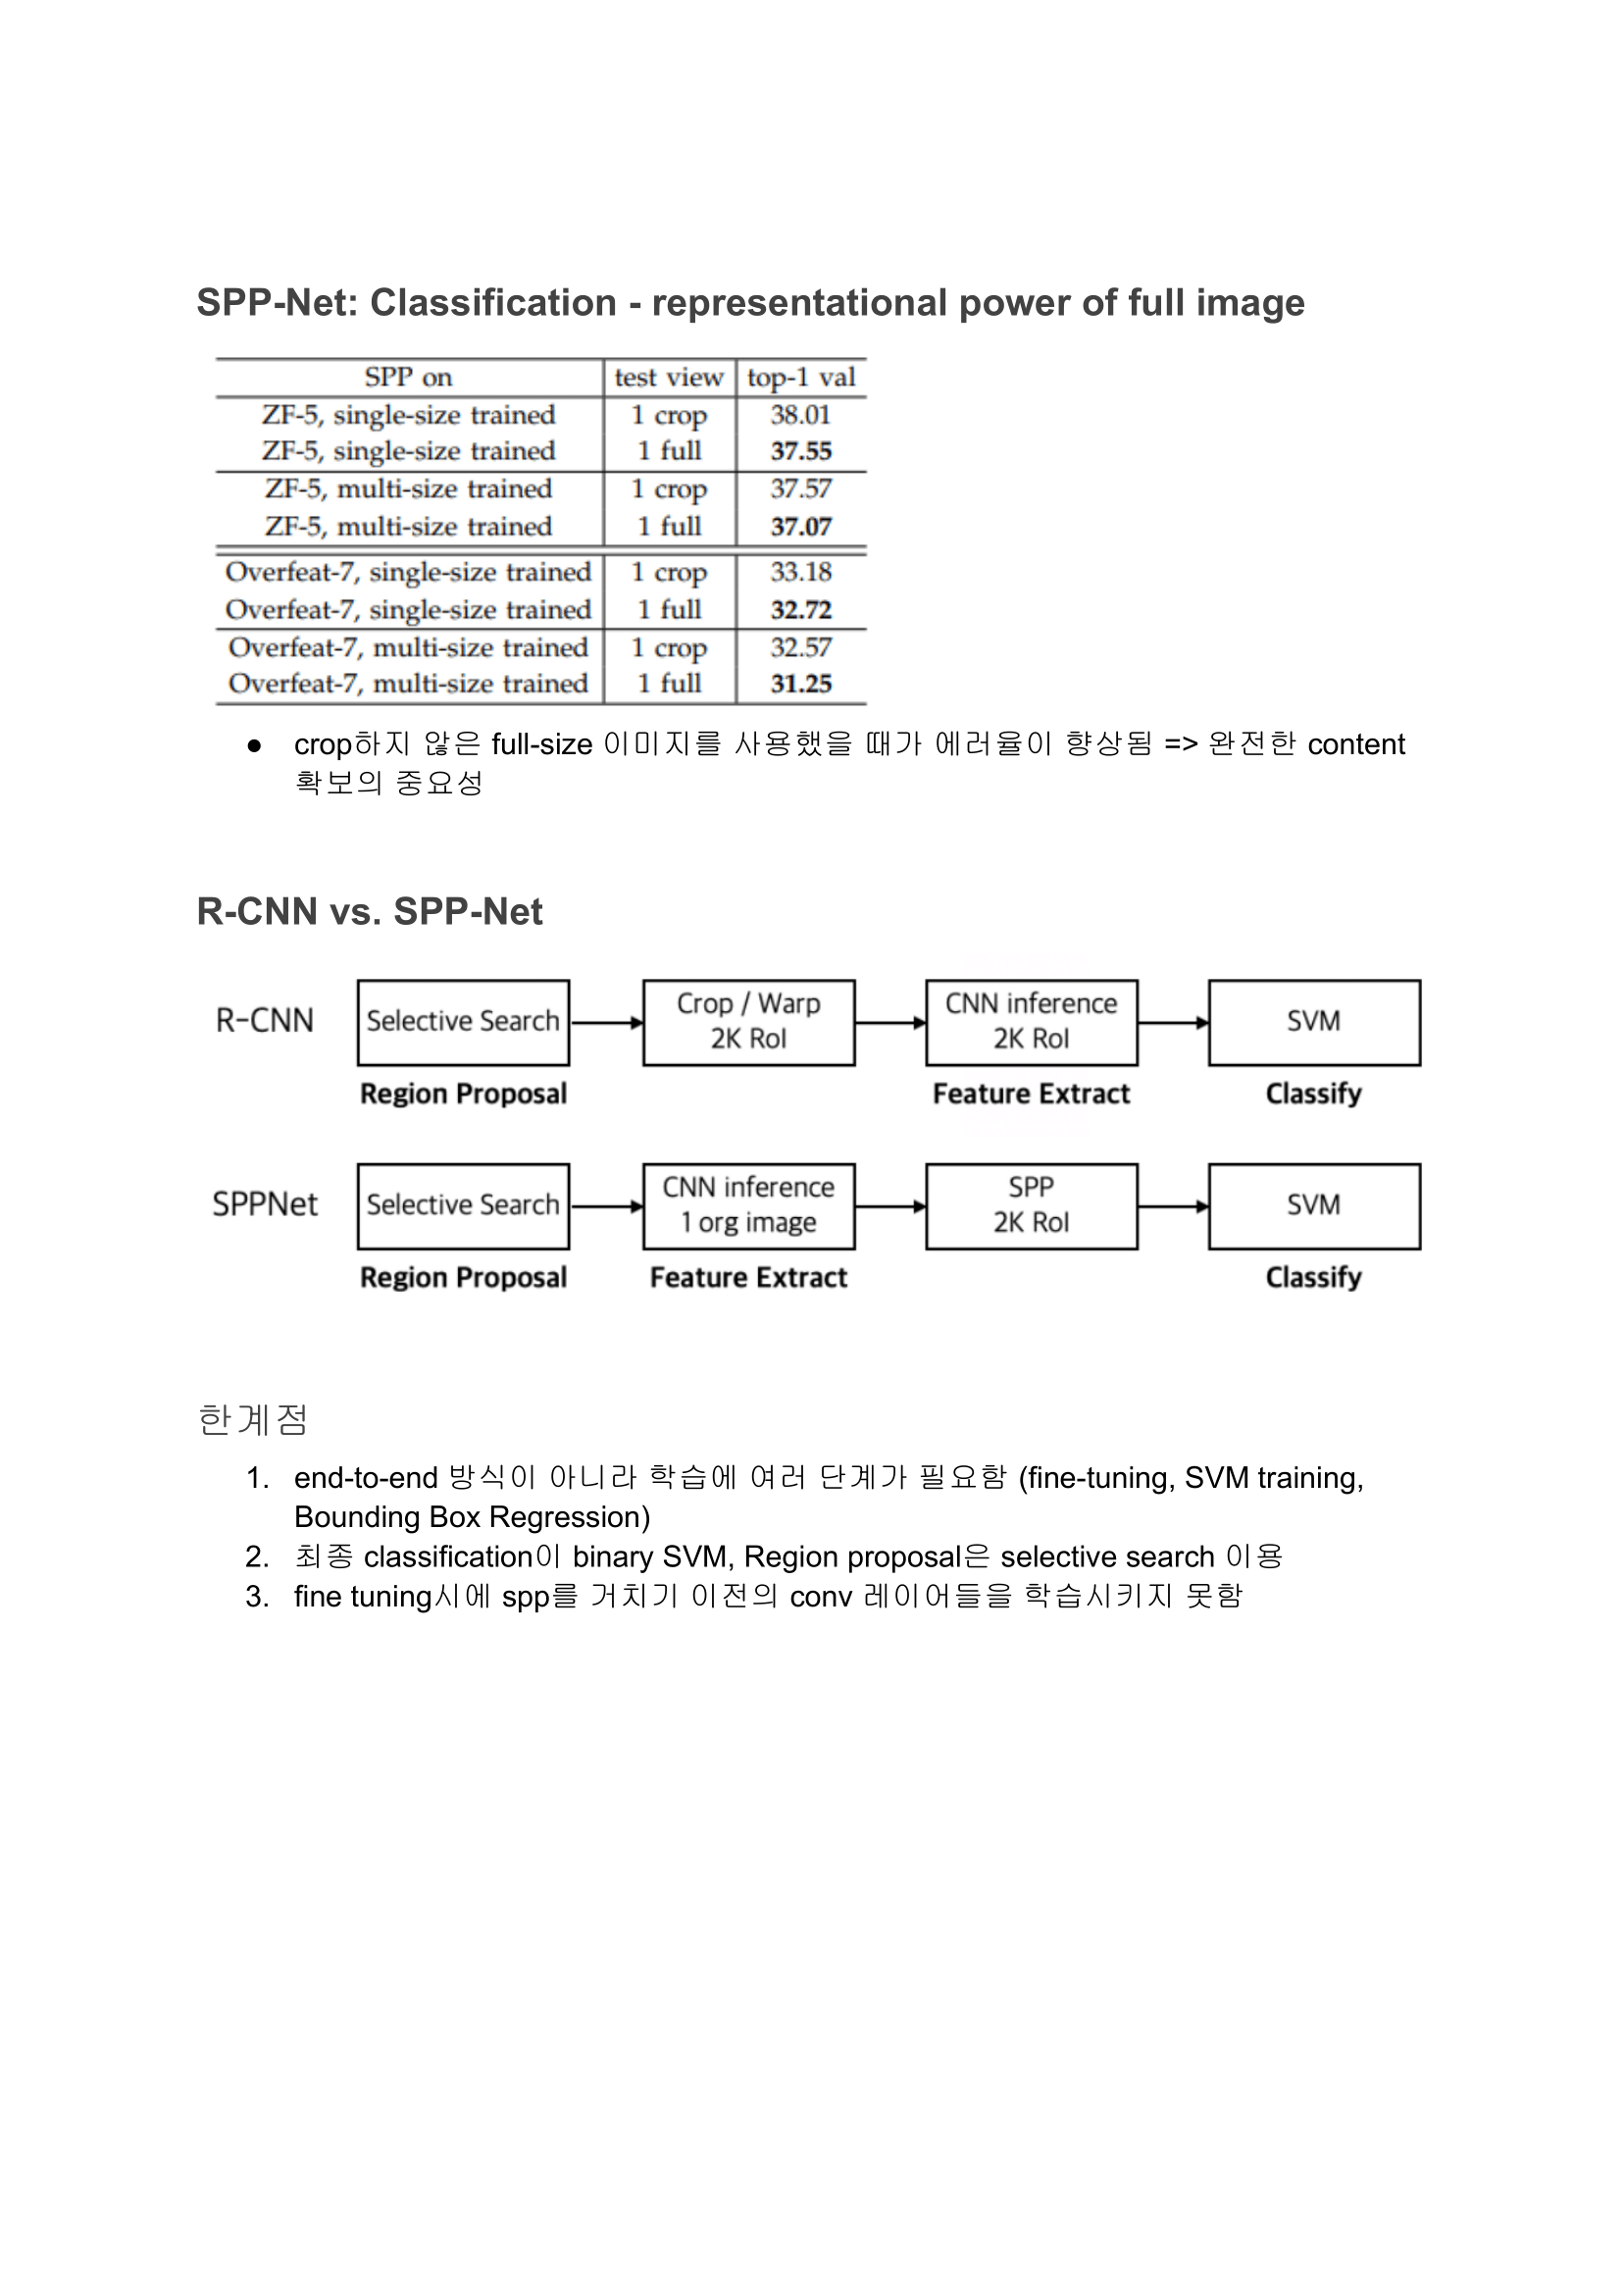 SPP-Net: Classification - representational power of full image
SPP on test view top-1 val
ZF-5, single-size trained 1 crop 38.01
ZF-5, single-size trained 1 full 37.55
ZF-5, multi-size trained 1 crop 37.57
ZF-5, multi-size trained 1 full 37.07
Overfeat-7, single-size trained 1 crop 33.18
Overfeat-7, single-size trained 1 full 32.72
Overfeat-7, multi-size trained 1 crop 32.57
Overfeat-7, multi-size trained 1 full 31.25
● crop하지 않은 full-size 이미지를 사용했을 때가 에러율이 향상됨 => 완전한 content
확보의 중요성
R-CNN vs. SPP-Net
R-CNN
Selective Search
Region Proposal
Crop / Warp
2K RoI
CNN inference
2K RoI
Feature Extract
SVM
Classify
SPPNet
Selective Search
Region Proposal
CNN inference
1 org image
Feature Extract
SPP
2K RoI
SVM
Classify
한계점
1. end-to-end 방식이 아니라 학습에 여러 단계가 필요함 (fine-tuning, SVM training,
Bounding Box Regression)
2. 최종 classification이 binary SVM, Region proposal은 selective search 이용
3. fine tuning시에 spp를 거치기 이전의 conv 레이어들을 학습시키지 못함